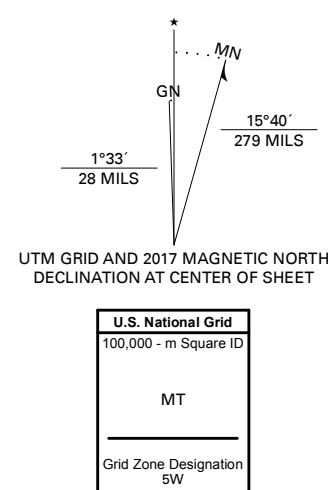 ★
MN
GN
15°40´
279 MILS
1°33´
28 MILS
UTM GRID AND 2017 MAGNETIC NORTH
DECLINATION AT CENTER OF SHEET
U.S. National Grid
100,000 - m Square ID
MT
Grid Zone Designation
5W